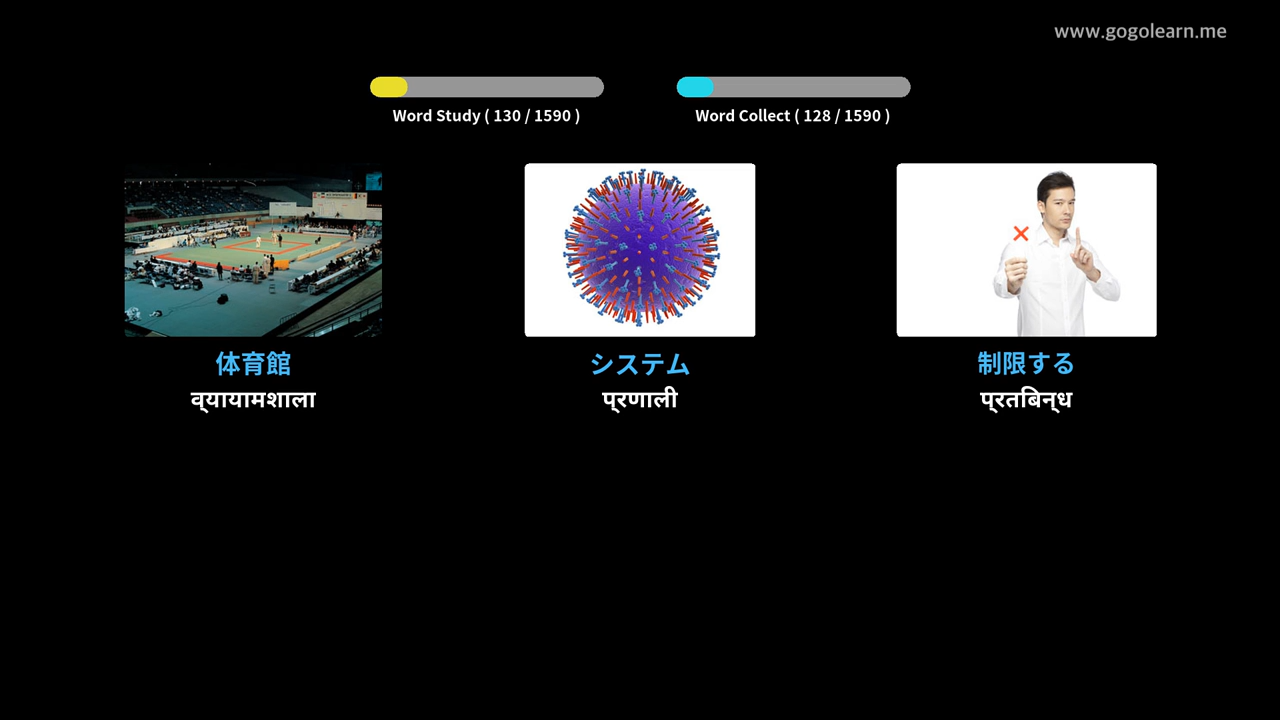 www.gogolearn.me
Word Study ( 130 / 1590 )
Word Collect ( 128 / 1590 )
体育館
システム
制限する
व्यायामशाला
प्रणाली
प्रतबिन्ध